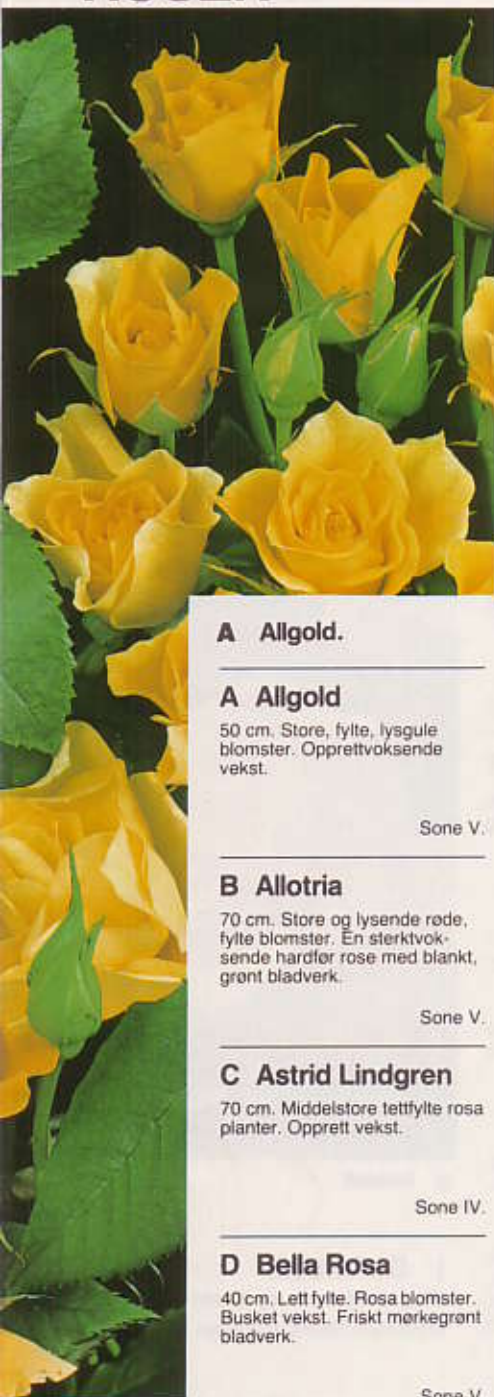 A Allgold.
A Allgold
50 cm. Store, fylte, lysgule
blomster. Opprettvoksende
vekst.
Sone V.
B Allotria
70 cm. Store og lysende røde,
fylte blomster. En sterktvok-
sende hardfør rose med blankt,
grønt bladverk.
Sone V.
C Astrid Lindgren
70 cm. Middelstore tettfylte rosa
planter. Opprett vekst.
Sone IV.
D Bella Rosa
40 cm. Lett fylte. Rosa blomster.
Busket vekst. Friskt mørkegrønt
bladverk.
Sone V.